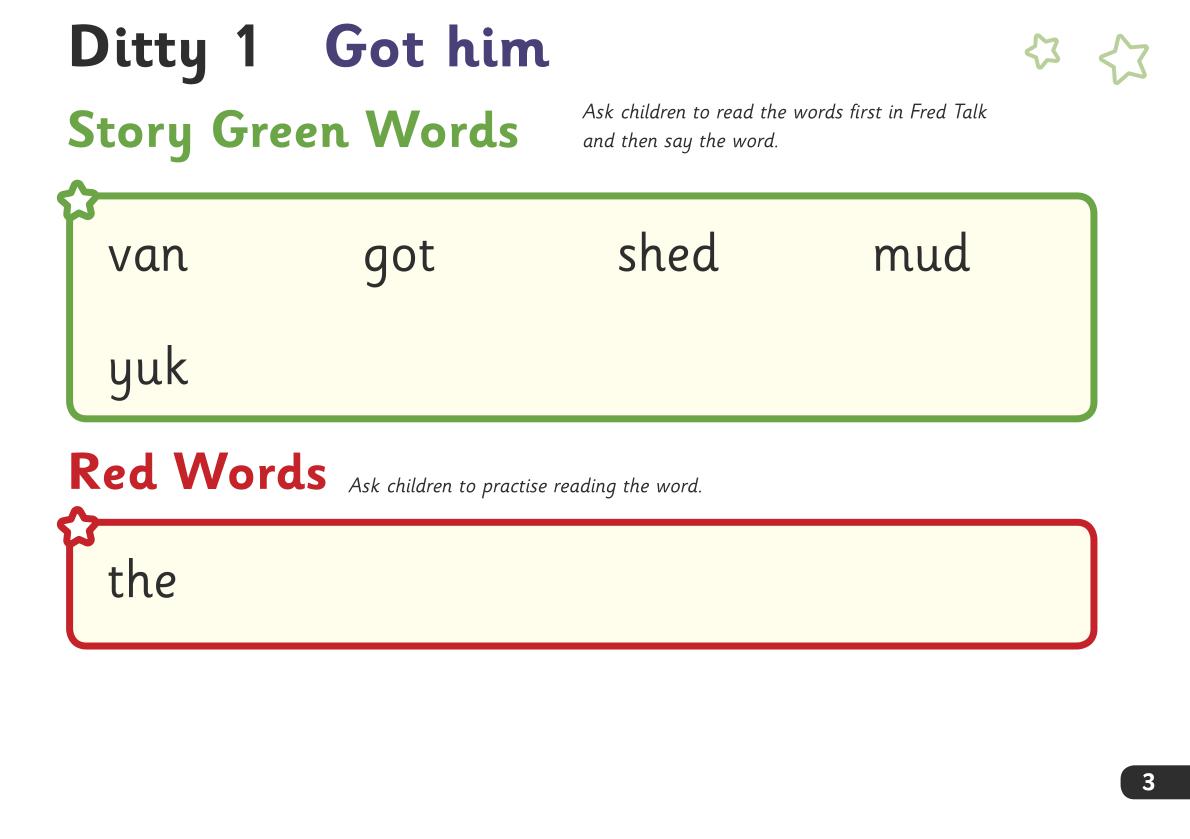 Ditty 1 Got him
Story Green Words
Ask children to read the words first in Fred Talk
and then say the word.
van got shed mud
yuk
Red Words Ask children to practise reading the word.
the
3